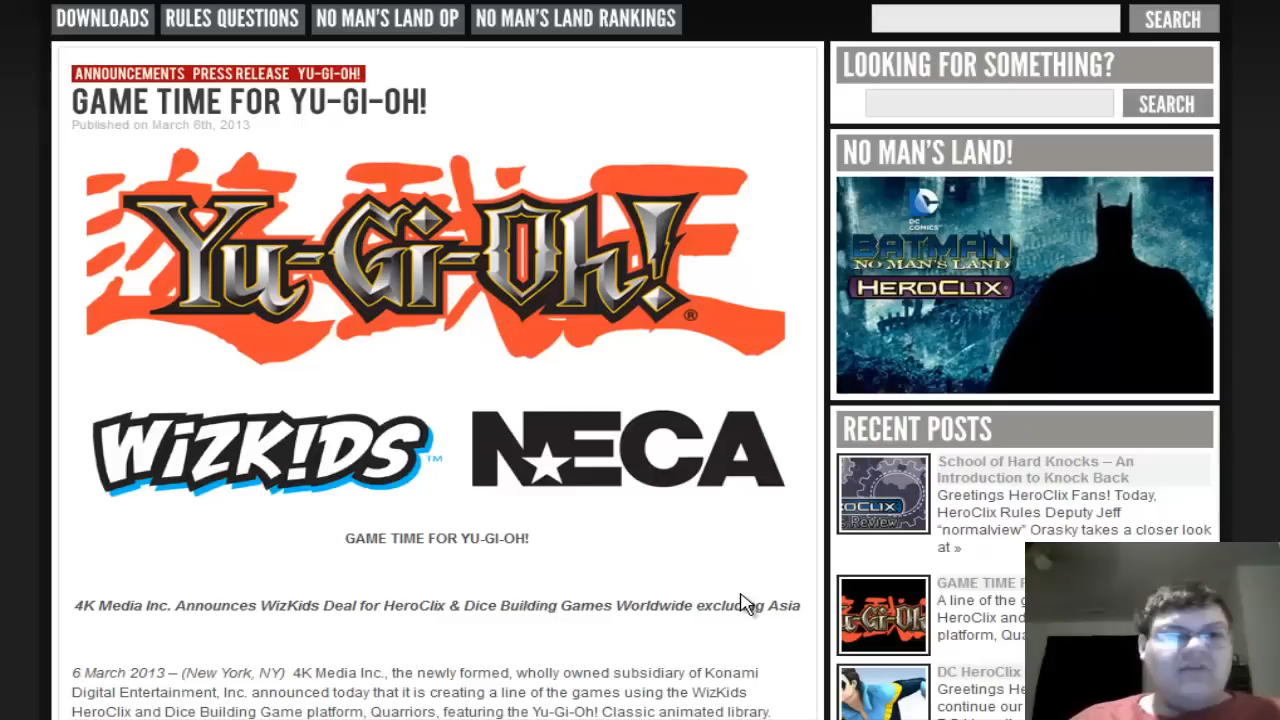 DOWNLOADS
RULES QUESTIONS
NO MAN'S LAND OP
NO MAN'S LAND RANKINGS
SEARCH
ANNOUNCEMENTS PRESS RELEASE YU-GI-OH!
GAME TIME FOR YU-GI-OH!
Published on March 6th, 2013
遊戯王
Yu-Gi-Oh!®
WIZK!DS™
NECA
GAME TIME FOR YU-GI-OH!
4K Media Inc. Announces WizKids Deal for HeroClix & Dice Building Games Worldwide excluding Asia
6 March 2013 – (New York, NY) 4K Media Inc., the newly formed, wholly owned subsidiary of Konami
Digital Entertainment, Inc. announced today that it is creating a line of the games using the WizKids
HeroClix and Dice Building Game platform, Quarriors, featuring the Yu-Gi-Oh! Classic animated library.
LOOKING FOR SOMETHING?
SEARCH
NO MAN'S LAND!
DC COMICS
BATMAN
NO MAN'S LAND
HEROCLIX
RECENT POSTS
School of Hard Knocks – An
Introduction to Knock Back
Greetings HeroClix Fans! Today,
HeroClix Rules Deputy Jeff
"normalview" Orasky takes a closer look
at »
GAME TIME
A line of the
HeroClix and
platform,
DC HeroClix
Greetings
continue our